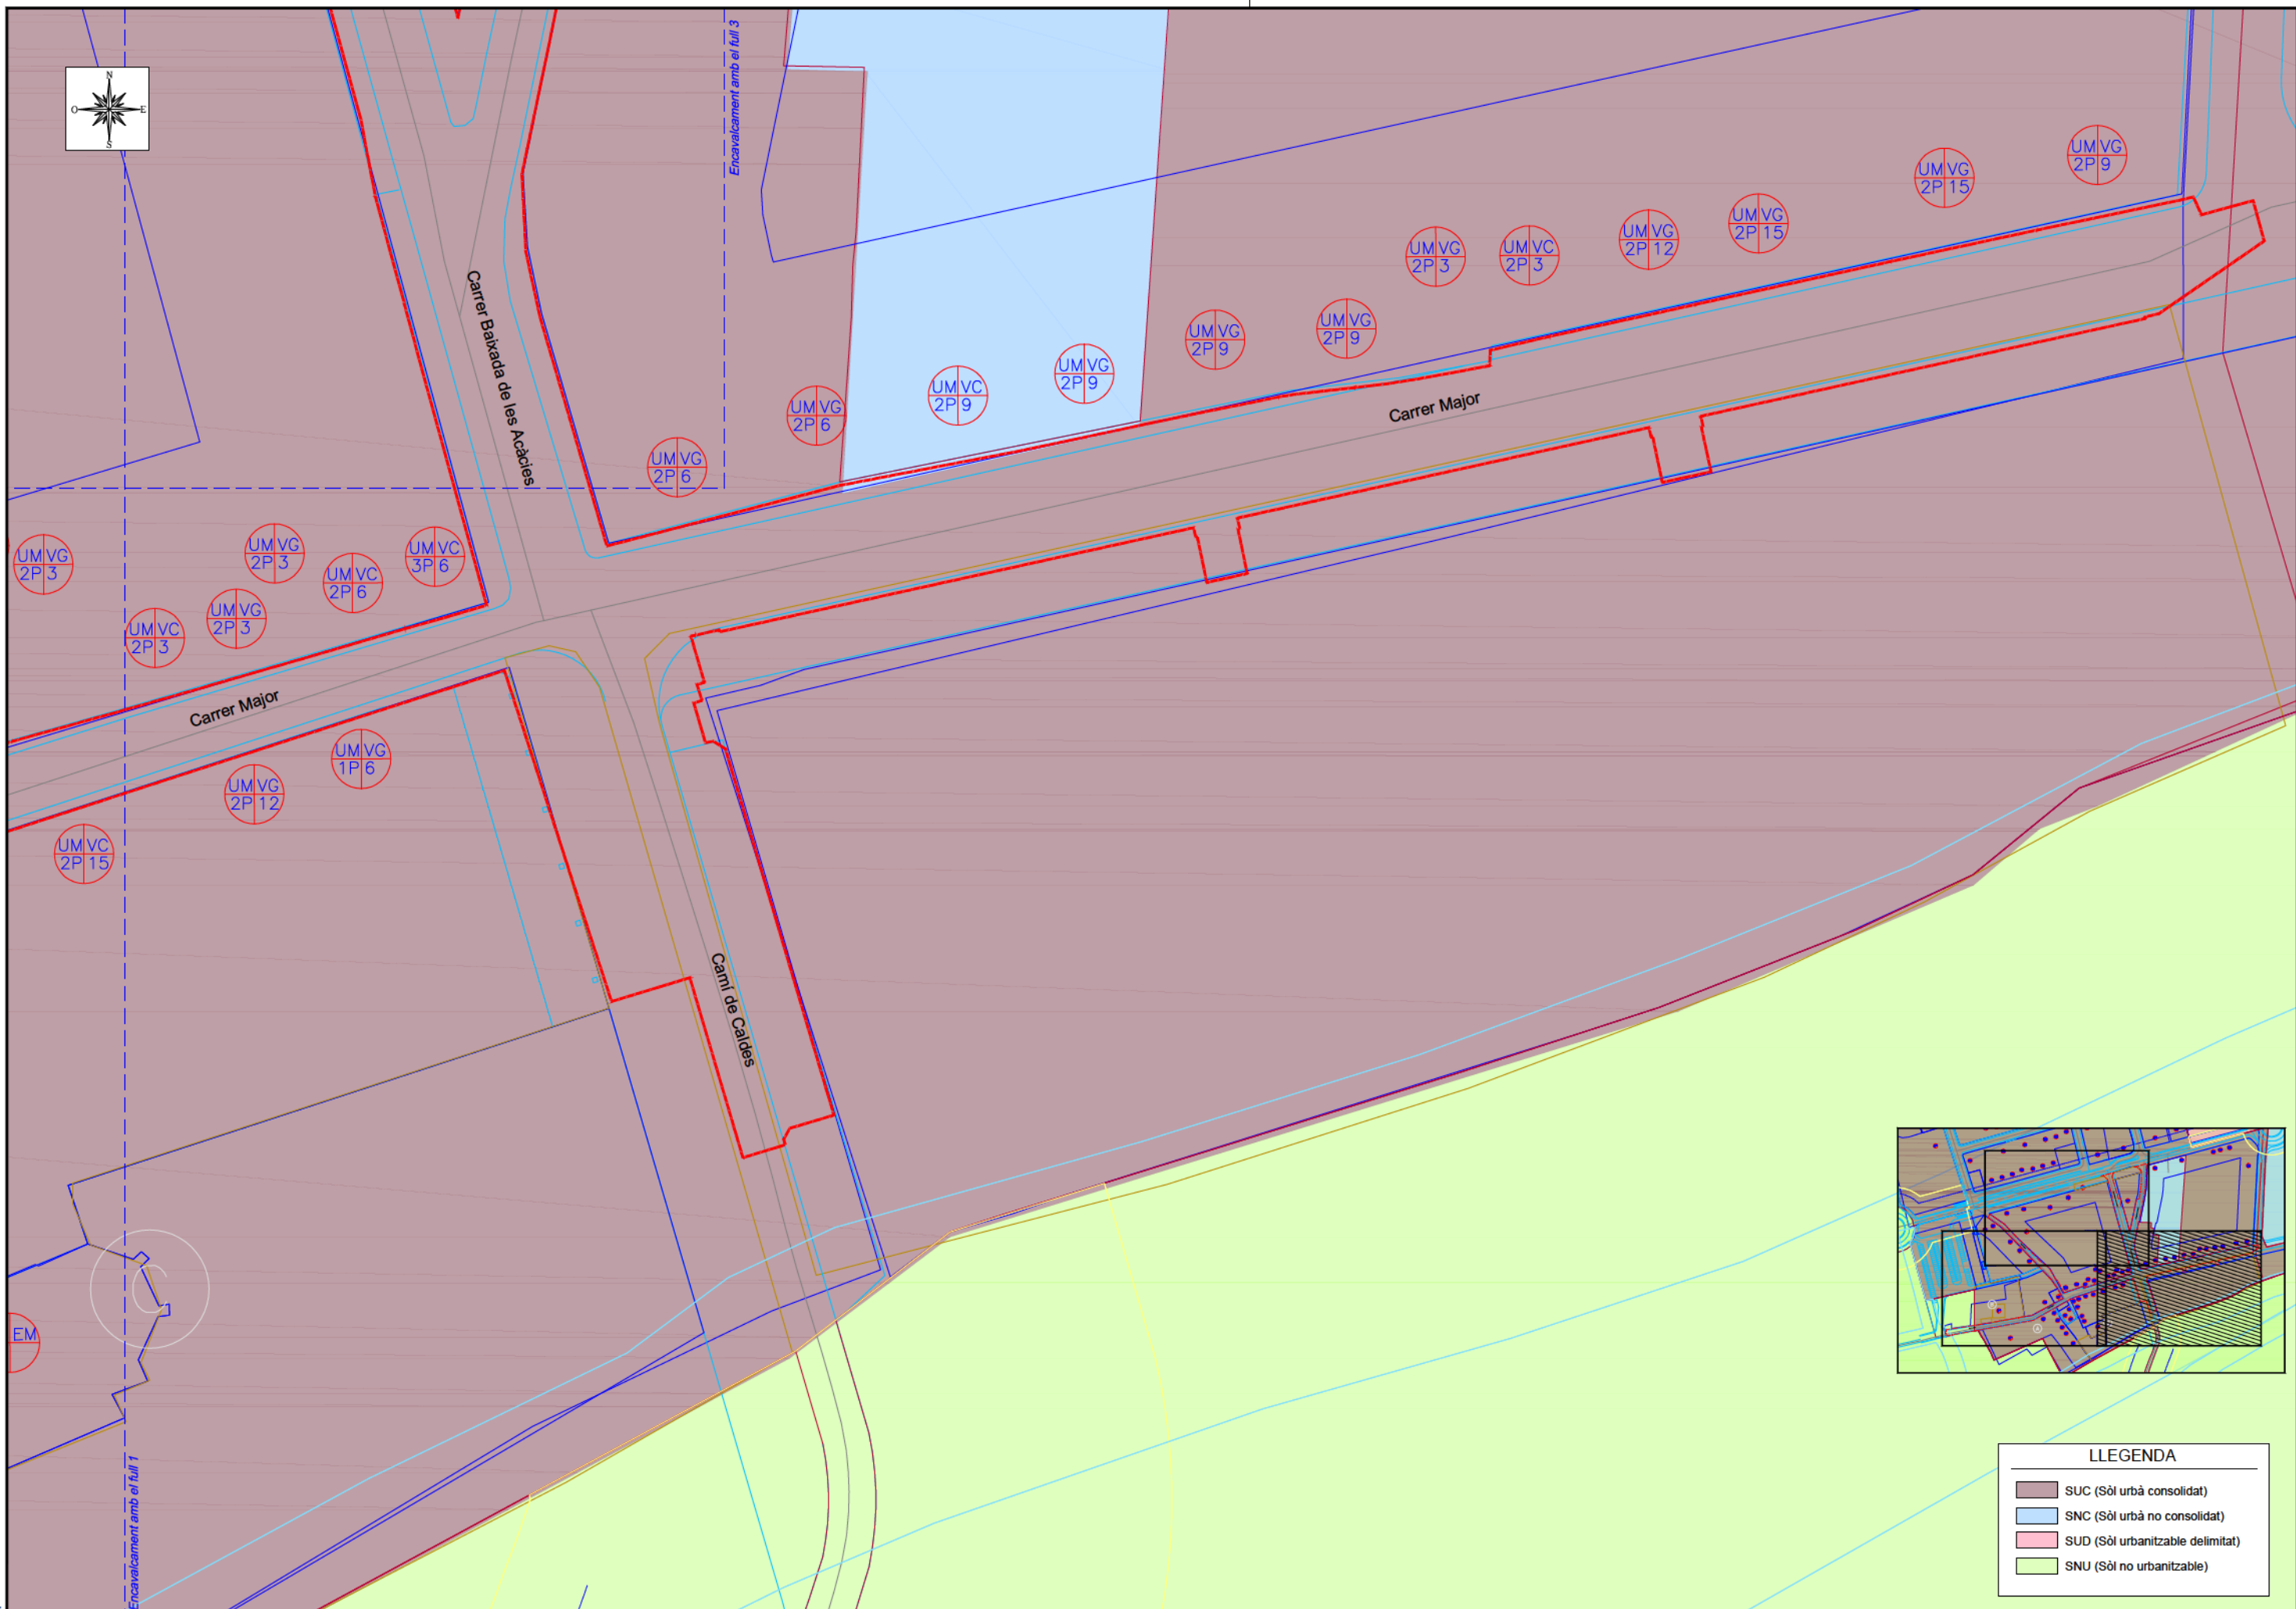 N
O E
S
Encavalcament amb el full 3
UM VG
2P 9
UM VG
2P 15
UM VG
2P 15
UM VG
2P 12
UM VC
2P 3
UM VG
2P 3
UM VG
2P 9
UM VG
2P 9
UM VG
2P 9
UM VC
2P 9
UM VG
2P 6
UM VG
2P 6
Carrer Baixada de les Acàcies
Carrer Major
UM VG
2P 3
UM VG
2P 3
UM VC
2P 6
UM VC
3P 6
UM VG
2P 3
UM VC
2P 3
Carrer Major
UM VG
1P 6
UM VG
2P 12
UM VC
2P 15
Camí de Caldes
C
EM
Encavalcament amb el full 1
LLEGENDA
SUC (Sòl urbà consolidat)
SNC (Sòl urbà no consolidat)
SUD (Sòl urbanitzable delimitat)
SNU (Sòl no urbanitzable)